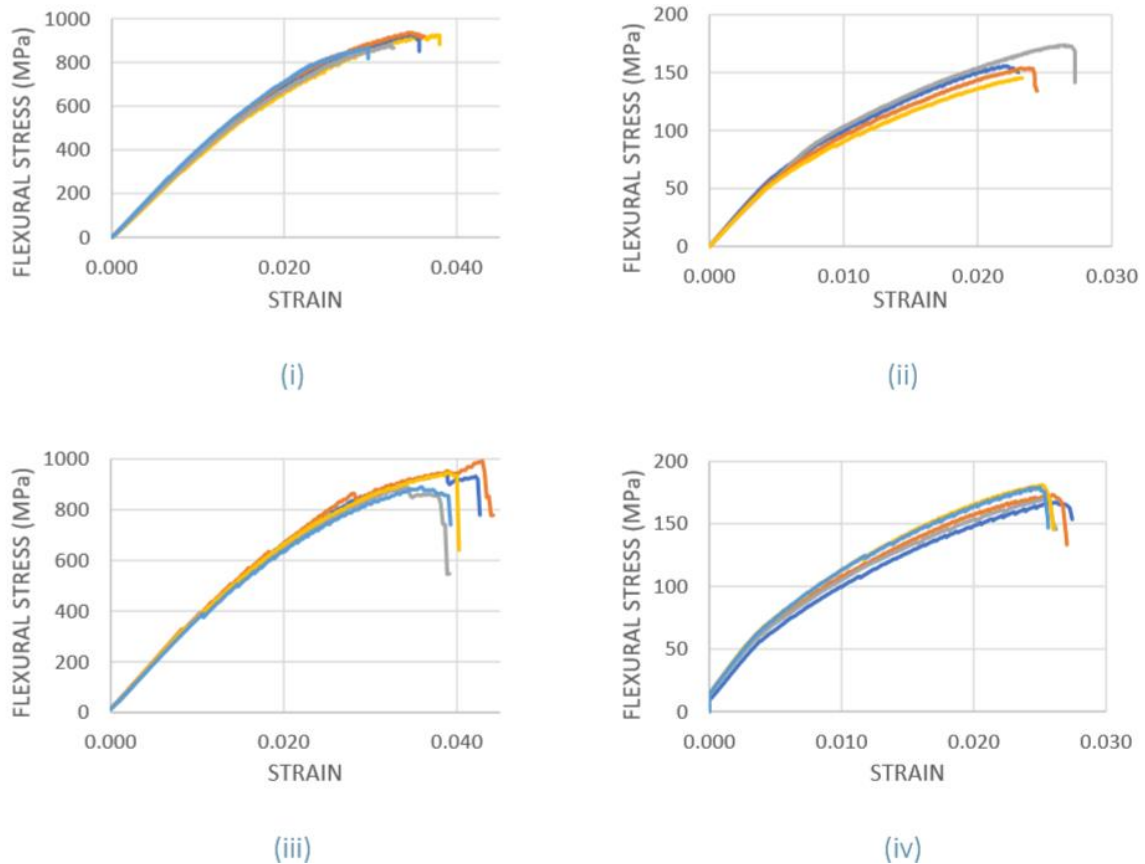 FLEXURAL STRESS (MPa)
1000
800
600
400
200
0
0.000 0.020 0.040
STRAIN
(i)
FLEXURAL STRESS (MPa)
200
150
100
50
0
0.000 0.010 0.020 0.030
STRAIN
(ii)
FLEXURAL STRESS (MPa)
1000
800
600
400
200
0
0.000 0.020 0.040
STRAIN
(iii)
FLEXURAL STRESS (MPa)
200
150
100
50
0
0.000 0.010 0.020 0.030
STRAIN
(iv)